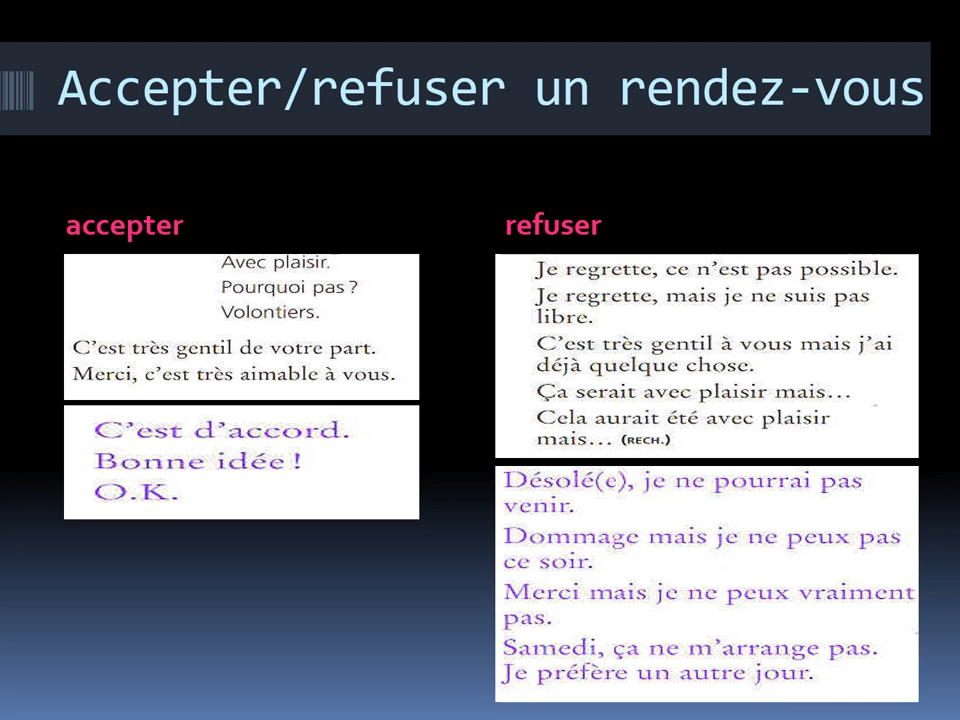 Accepter/refuser un rendez-vous
accepter
Avec plaisir.
Pourquoi pas ?
Volontiers.
C'est très gentil de votre part.
Merci, c'est très aimable à vous.
C'est d'accord.
Bonne idée !
O.K.
refuser
Je regrette, ce n'est pas possible.
Je regrette, mais je ne suis pas
libre.
C'est très gentil à vous mais j'ai
déjà quelque chose.
Ça serait avec plaisir mais…
Cela aurait été avec plaisir
mais… (RECH.)
Désolé(e), je ne pourrai pas
venir.
Dommage mais je ne peux pas
ce soir.
Merci mais je ne peux vraiment
pas.
Samedi, ça ne m'arrange pas.
Je préfère un autre jour.